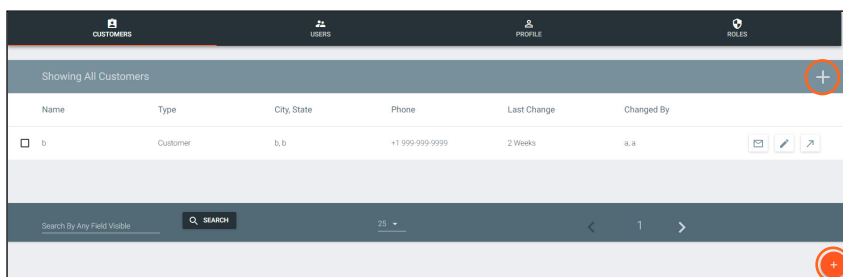 CUSTOMERS USERS PROFILE ROLES
Showing All Customers +
Name Type City, State Phone Last Change Changed By
b Customer b, b +1 999-999-9999 2 Weeks a, a
Search By Any Field Visible SEARCH 25 1
+